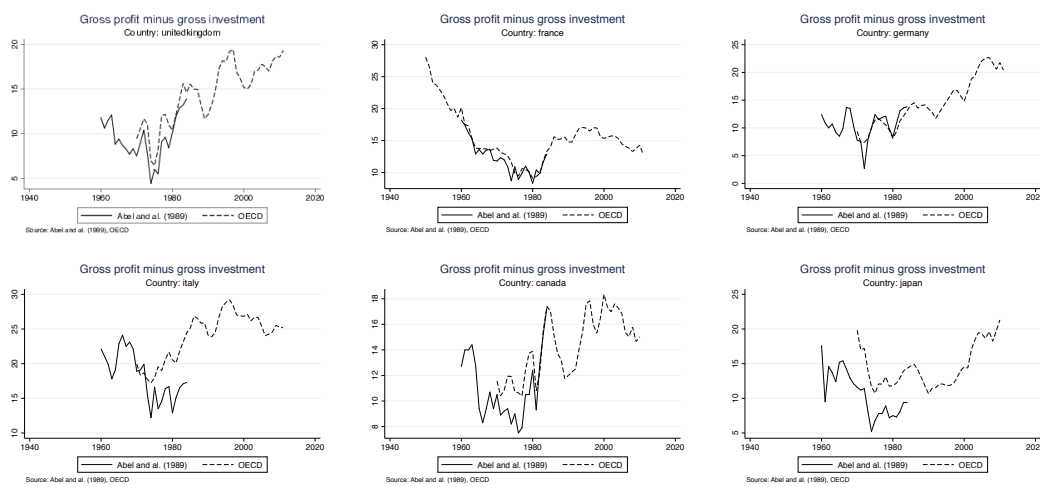 Gross profit minus gross investment
Country: unitedkingdom
20
15
10
5
1940 1960 1980 2000 2020
Abel and al. (1989) OECD
Source: Abel and al. (1989), OECD
Gross profit minus gross investment
Country: france
30
25
20
15
10
1940 1960 1980 2000 2020
Abel and al. (1989) OECD
Source: Abel and al. (1989), OECD
Gross profit minus gross investment
Country: germany
25
20
15
10
5
0
1940 1960 1980 2000 2020
Abel and al. (1989) OECD
Source: Abel and al. (1989), OECD
Gross profit minus gross investment
Country: italy
30
25
20
15
10
1940 1960 1980 2000 2020
Abel and al. (1989) OECD
Source: Abel and al. (1989), OECD
Gross profit minus gross investment
Country: canada
18
16
14
12
10
8
1940 1960 1980 2000 2020
Abel and al. (1989) OECD
Source: Abel and al. (1989), OECD
Gross profit minus gross investment
Country: japan
25
20
15
10
5
1940 1960 1980 2000 2020
Abel and al. (1989) OECD
Source: Abel and al. (1989), OECD